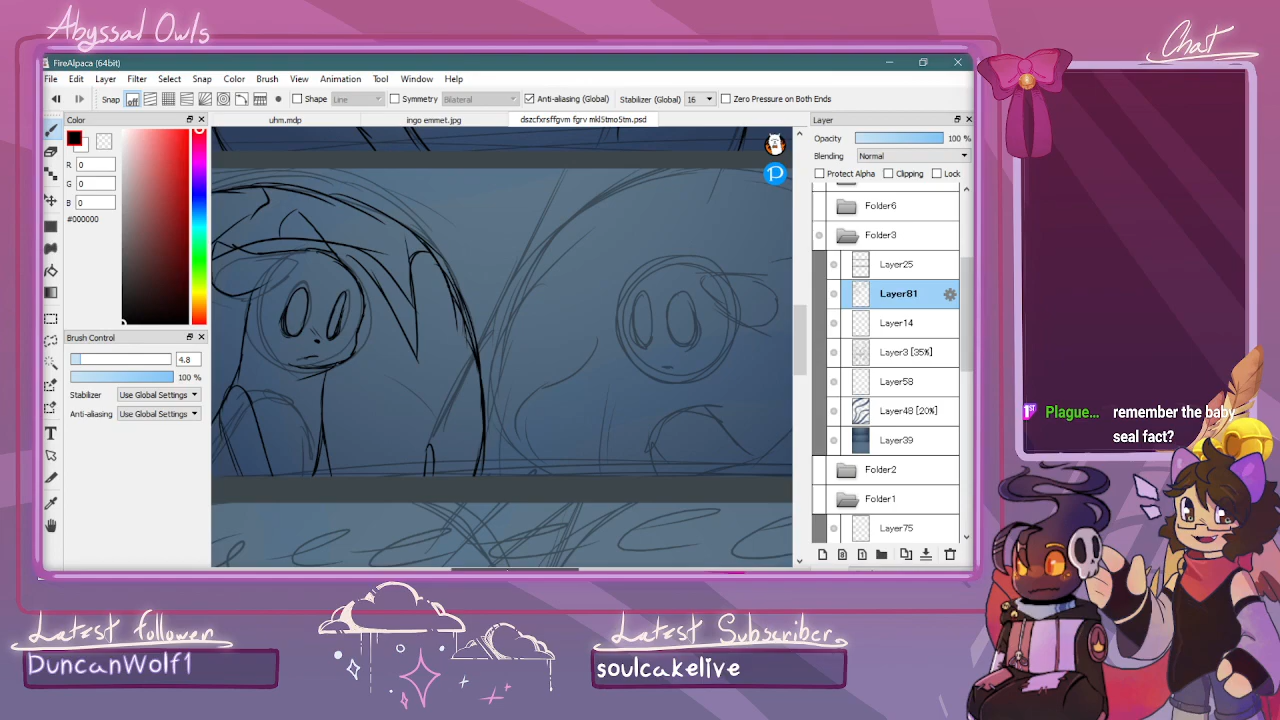 Abyssal Owls
Chat
FireAlpaca (64bit)
File Edit Layer Filter Select Snap Color Brush View Animation Tool Window Help
Snap off Shape Line Symmetry Bilateral Anti-aliasing (Global) Stabilizer (Global) 16 Zero Pressure on Both Ends
Color
uhm.mdp
ingo emmet.jpg
dszcfxrsffgvm fgrv mkl5tmo5tm.psd
Layer
R 0
G 0
B 0
#000000
Brush Control
4.8
100 %
Stabilizer Use Global Settings
Anti-aliasing Use Global Settings
Opacity 100 %
Blending Normal
Protect Alpha Clipping Lock
Folder6
Folder3
Layer25
Layer81
Layer14
Layer3 [35%]
Layer58
Layer48 [20%]
Layer39
Folder2
Folder1
Layer75
1ST Plague... remember the baby
seal fact?
Latest follower
DuncanWolf1
Latest Subscriber
soulcakelive